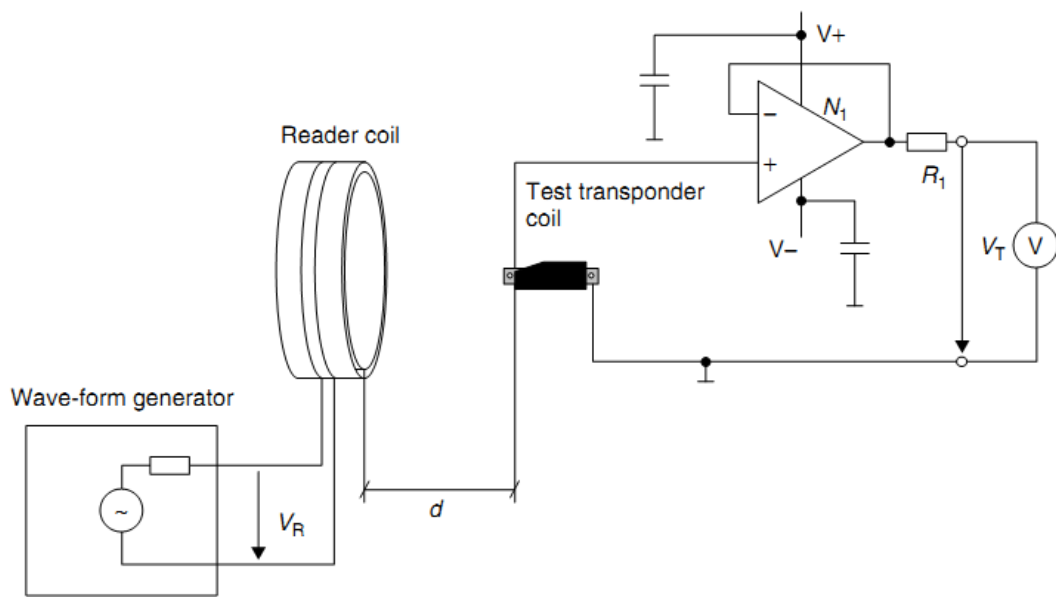 V+
N1
−
+
Reader coil
Test transponder
coil
R1
V−
VT
V
Wave-form generator
~
VR
d